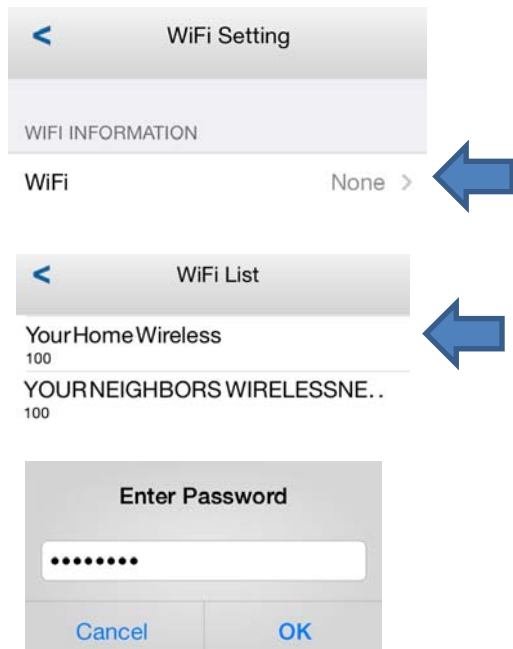 < WiFi Setting
WIFI INFORMATION
WiFi None >
< WiFi List
YourHomeWireless
100
YOURNEIGHBORS WIRELESSNE..
100
Enter Password
••••••••
Cancel OK